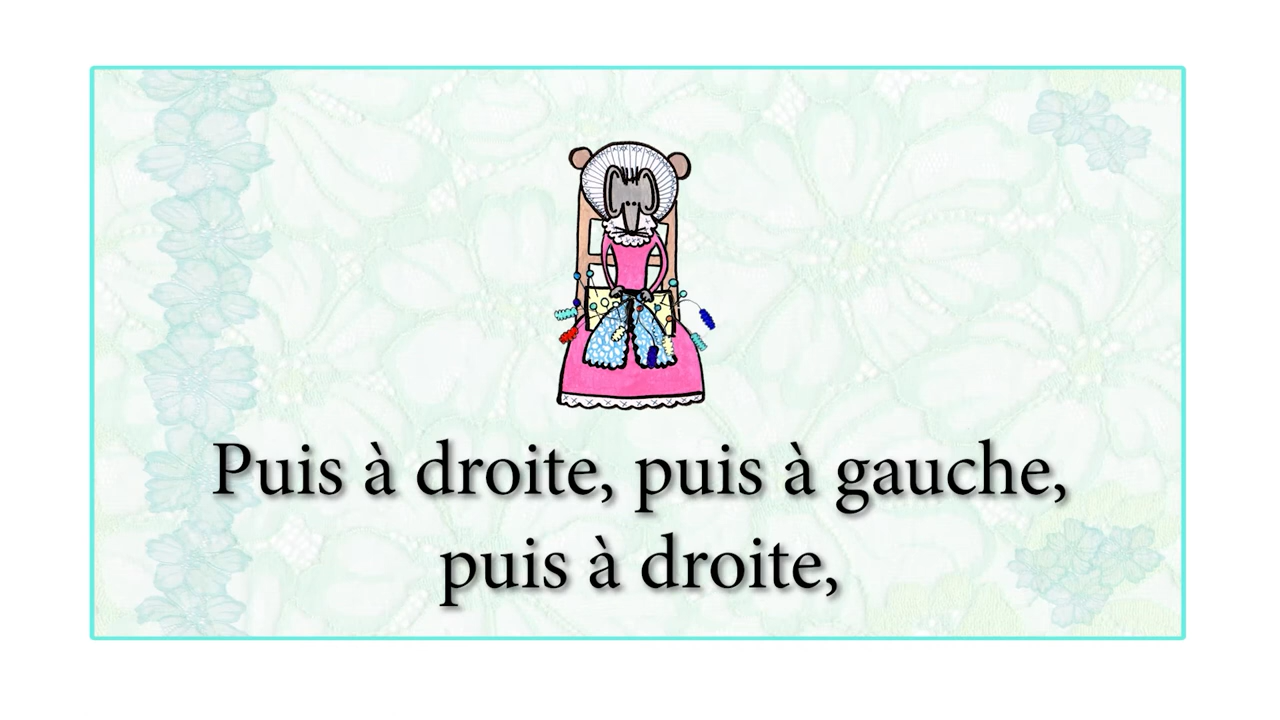 Puis à droite, puis à gauche,
puis à droite,